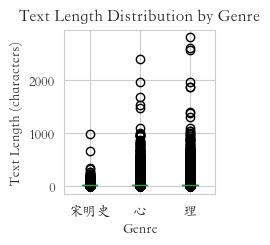 Text Length Distribution by Genre
Text Length (characters)
2000
1000
0
宋明史 心 理
Genre